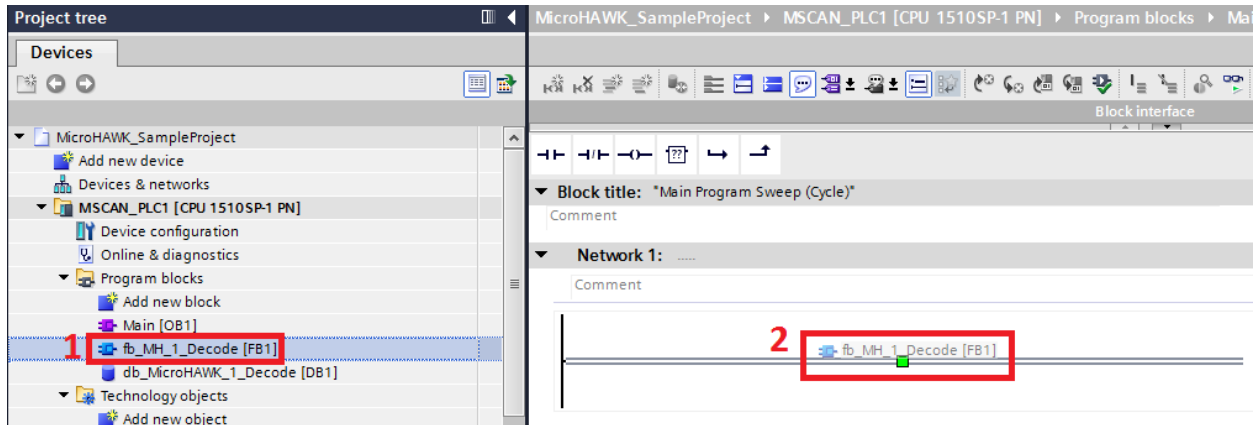 Project tree
Devices
MicroHAWK_SampleProject
Add new device
Devices & networks
MSCAN_PLC1 [CPU 1510SP-1 PN]
Device configuration
Online & diagnostics
Program blocks
Add new block
Main [OB1]
1 fb_MH_1_Decode [FB1]
db_MicroHAWK_1_Decode [DB1]
Technology objects
Add new object
MicroHAWK_SampleProject ▸ MSCAN_PLC1 [CPU 1510SP-1 PN] ▸ Program blocks ▸ Mai
Block interface
??
Block title: "Main Program Sweep (Cycle)"
Comment
Network 1: .....
Comment
2 fb_MH_1_Decode [FB1]